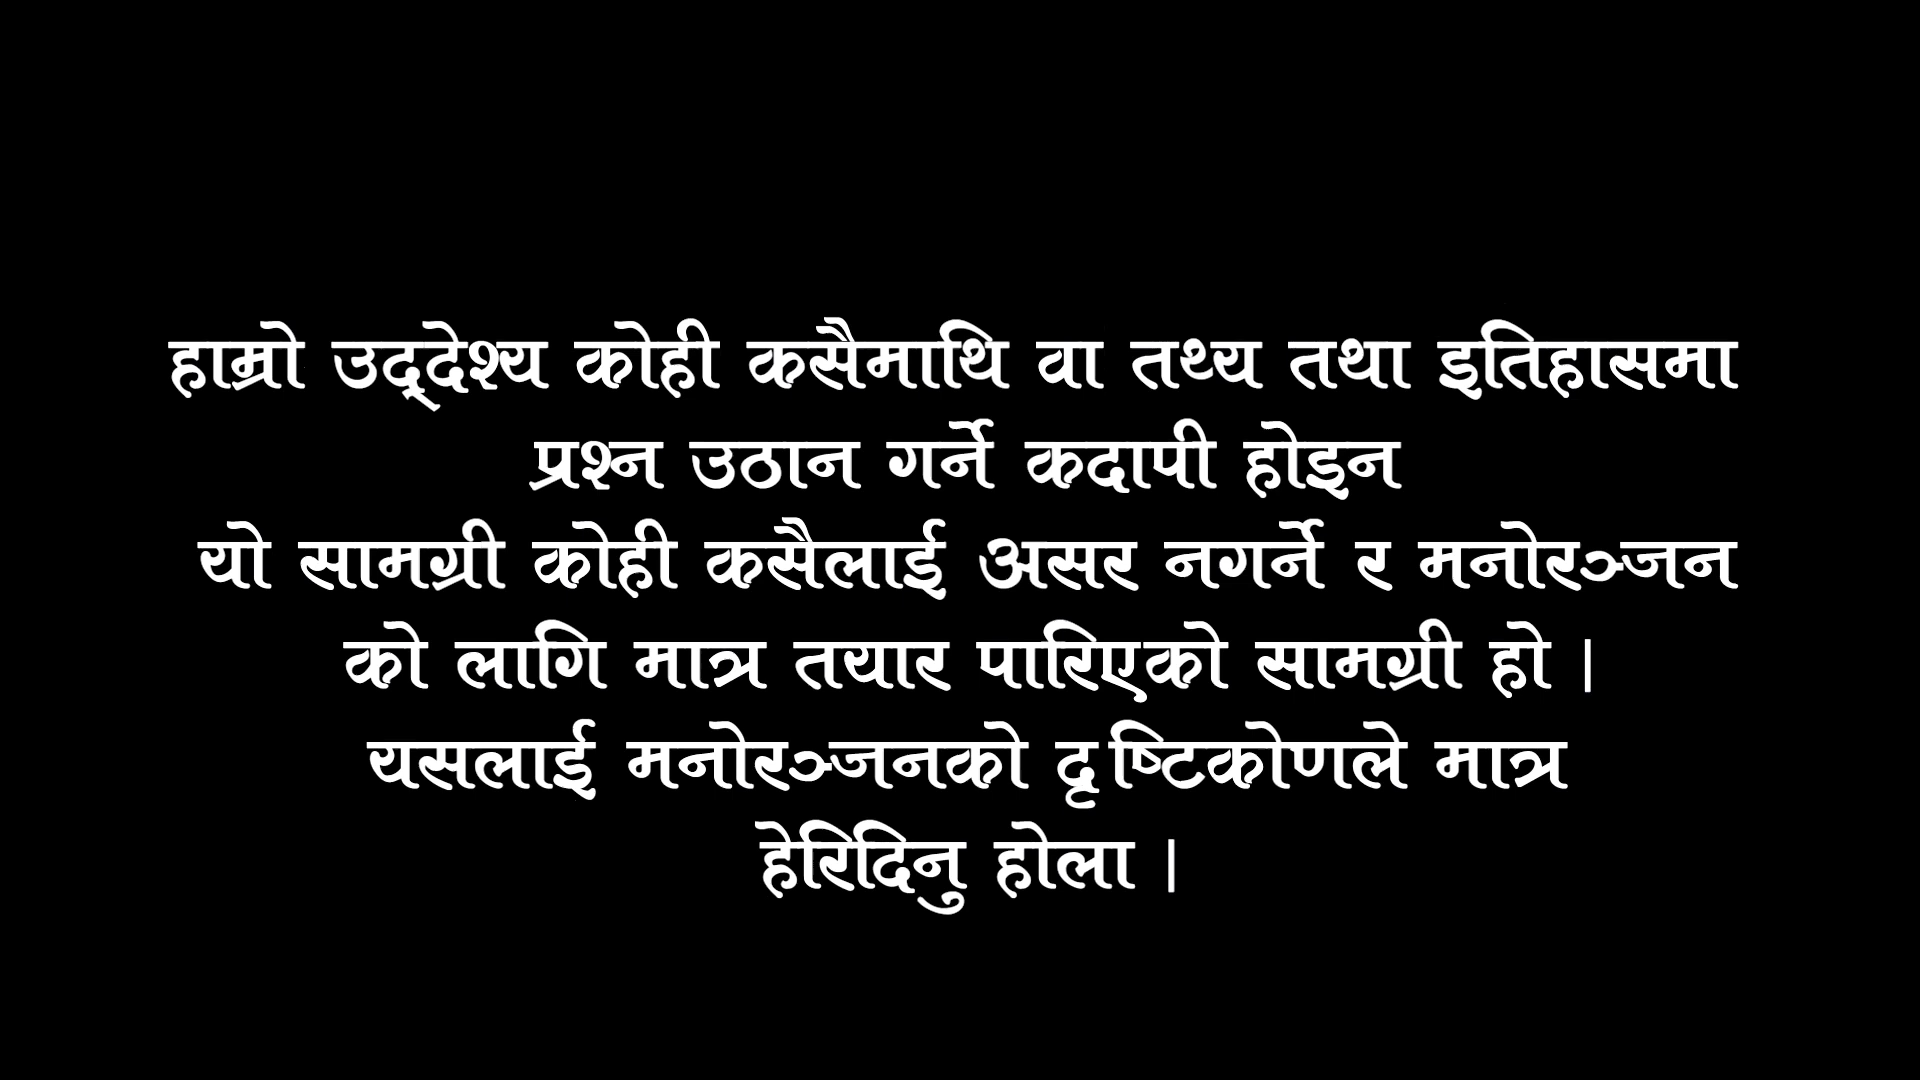 हाम्रो उद्‌देश्य कोही कसैमाथि वा तथ्य तथा इतिहासमा
प्रश्न उठान गर्ने कदापी होइन
यो सामग्री कोही कसैलाई असर नगर्ने र मनोरञ्जन
को लागि मात्र तयार पारिएको सामग्री हो |
यसलाई मनोरञ्जनको दृष्टिकोणले मात्र
हेरिदिनु होला |